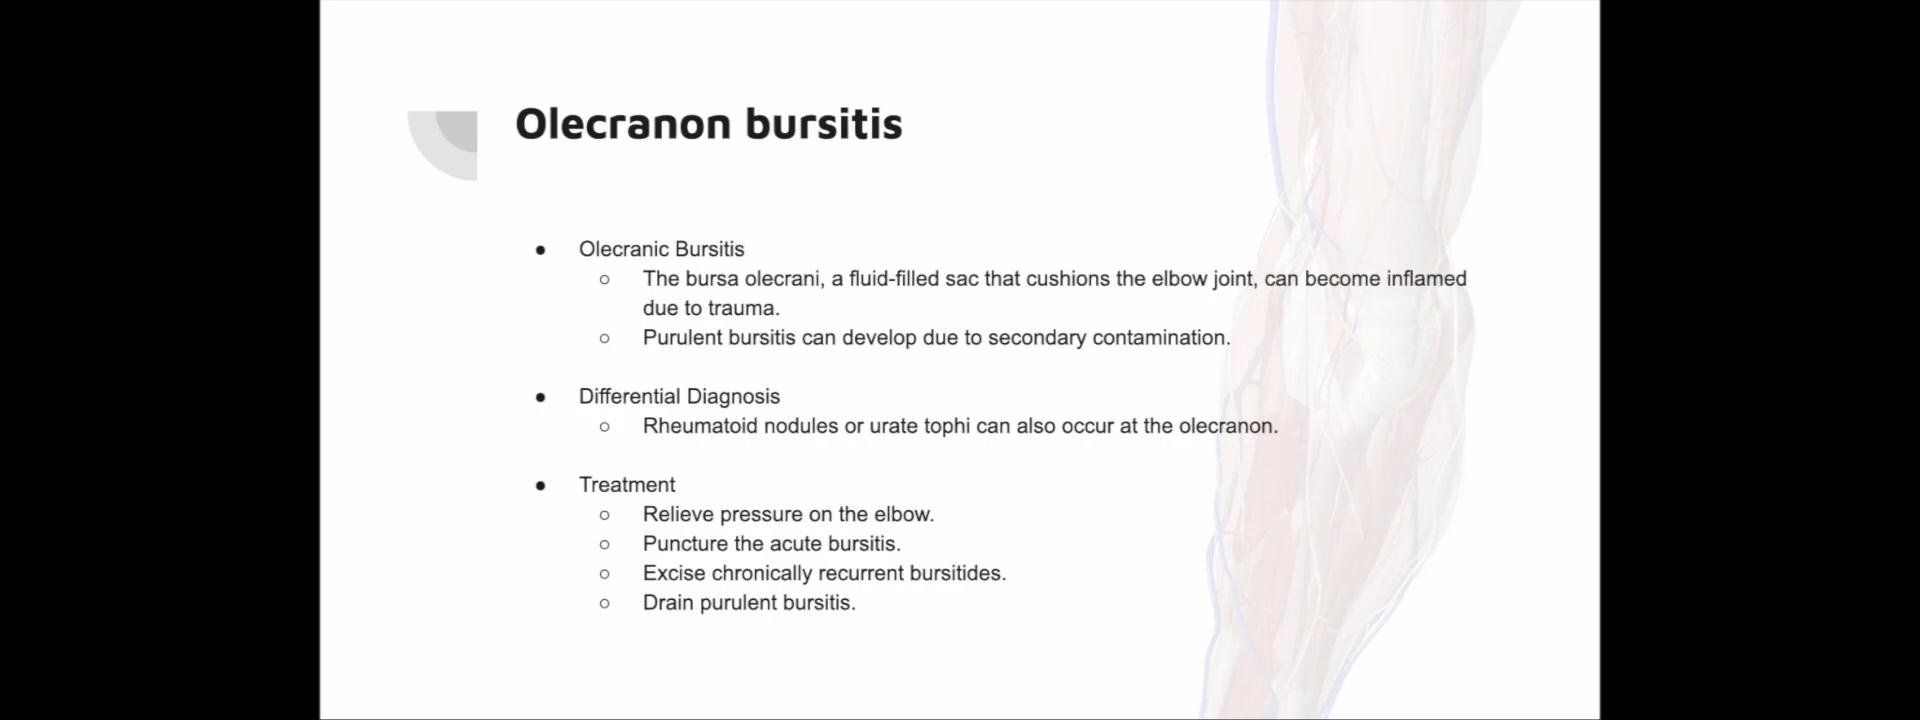 Olecranon bursitis
● Olecranic Bursitis
○ The bursa olecrani, a fluid-filled sac that cushions the elbow joint, can become inflamed
due to trauma.
○ Purulent bursitis can develop due to secondary contamination.
● Differential Diagnosis
○ Rheumatoid nodules or urate tophi can also occur at the olecranon.
● Treatment
○ Relieve pressure on the elbow.
○ Puncture the acute bursitis.
○ Excise chronically recurrent bursitides.
○ Drain purulent bursitis.